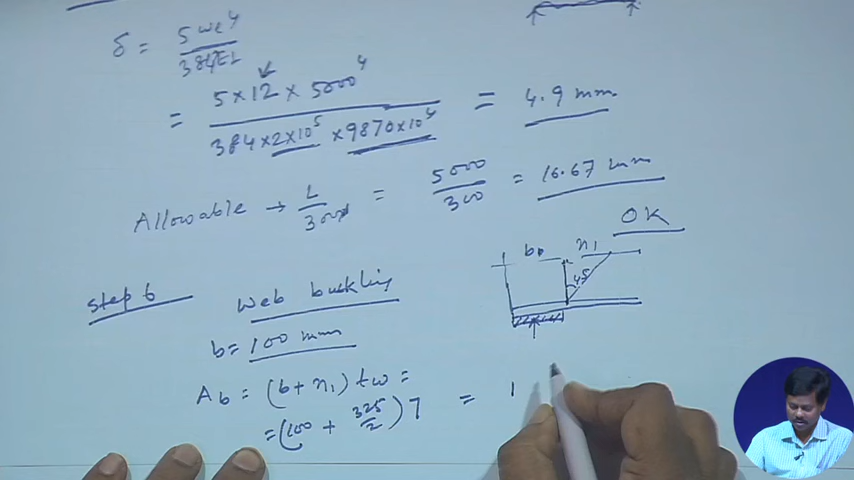 δ = 5wl⁴ / 384EI
= 5×12 × 5000⁴ / 384×2×10⁵ ×9870×10⁴ = 4.9 mm
Allowable → L/300 = 5000/300 = 16.67 mm
OK
b n1
45
step 6 Web buckling
b= 100 mm
Ab = (b+n1) tw =
=(100 + 325/2) 7 = 1